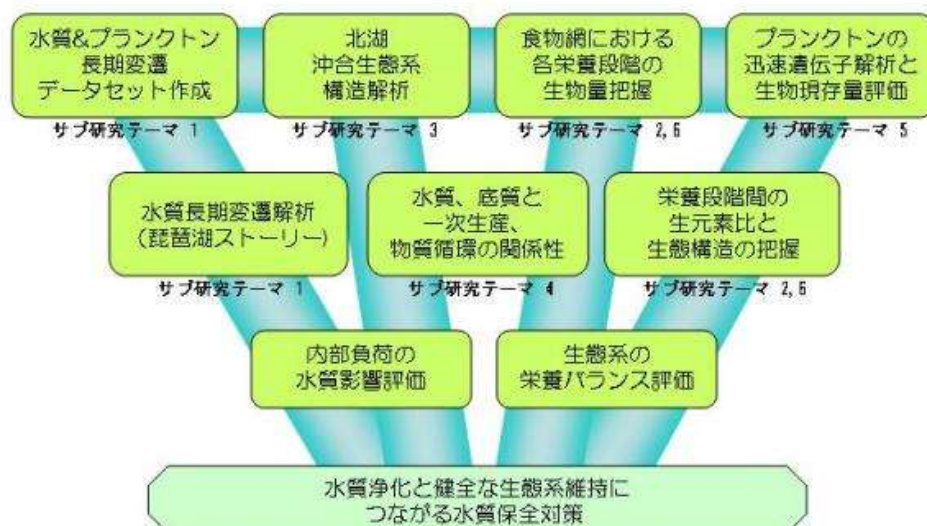 水質&プランクトン
長期変遷
データセット作成
サブ研究テーマ 1
北湖
沖合生態系
構造解析
サブ研究テーマ 3
食物網における
各栄養段階の
生物量把握
サブ研究テーマ 2,6
プランクトンの
迅速遺伝子解析と
生物現存量評価
サブ研究テーマ 5
水質長期変遷解析
（琵琶湖ストーリー）
サブ研究テーマ 1
水質、底質と
一次生産、
物質循環の関係性
サブ研究テーマ 4
栄養段階間の
生元素比と
生態構造の把握
サブ研究テーマ 2,6
内部負荷の
水質影響評価
生態系の
栄養バランス評価
水質浄化と健全な生態系維持に
つながる水質保全対策